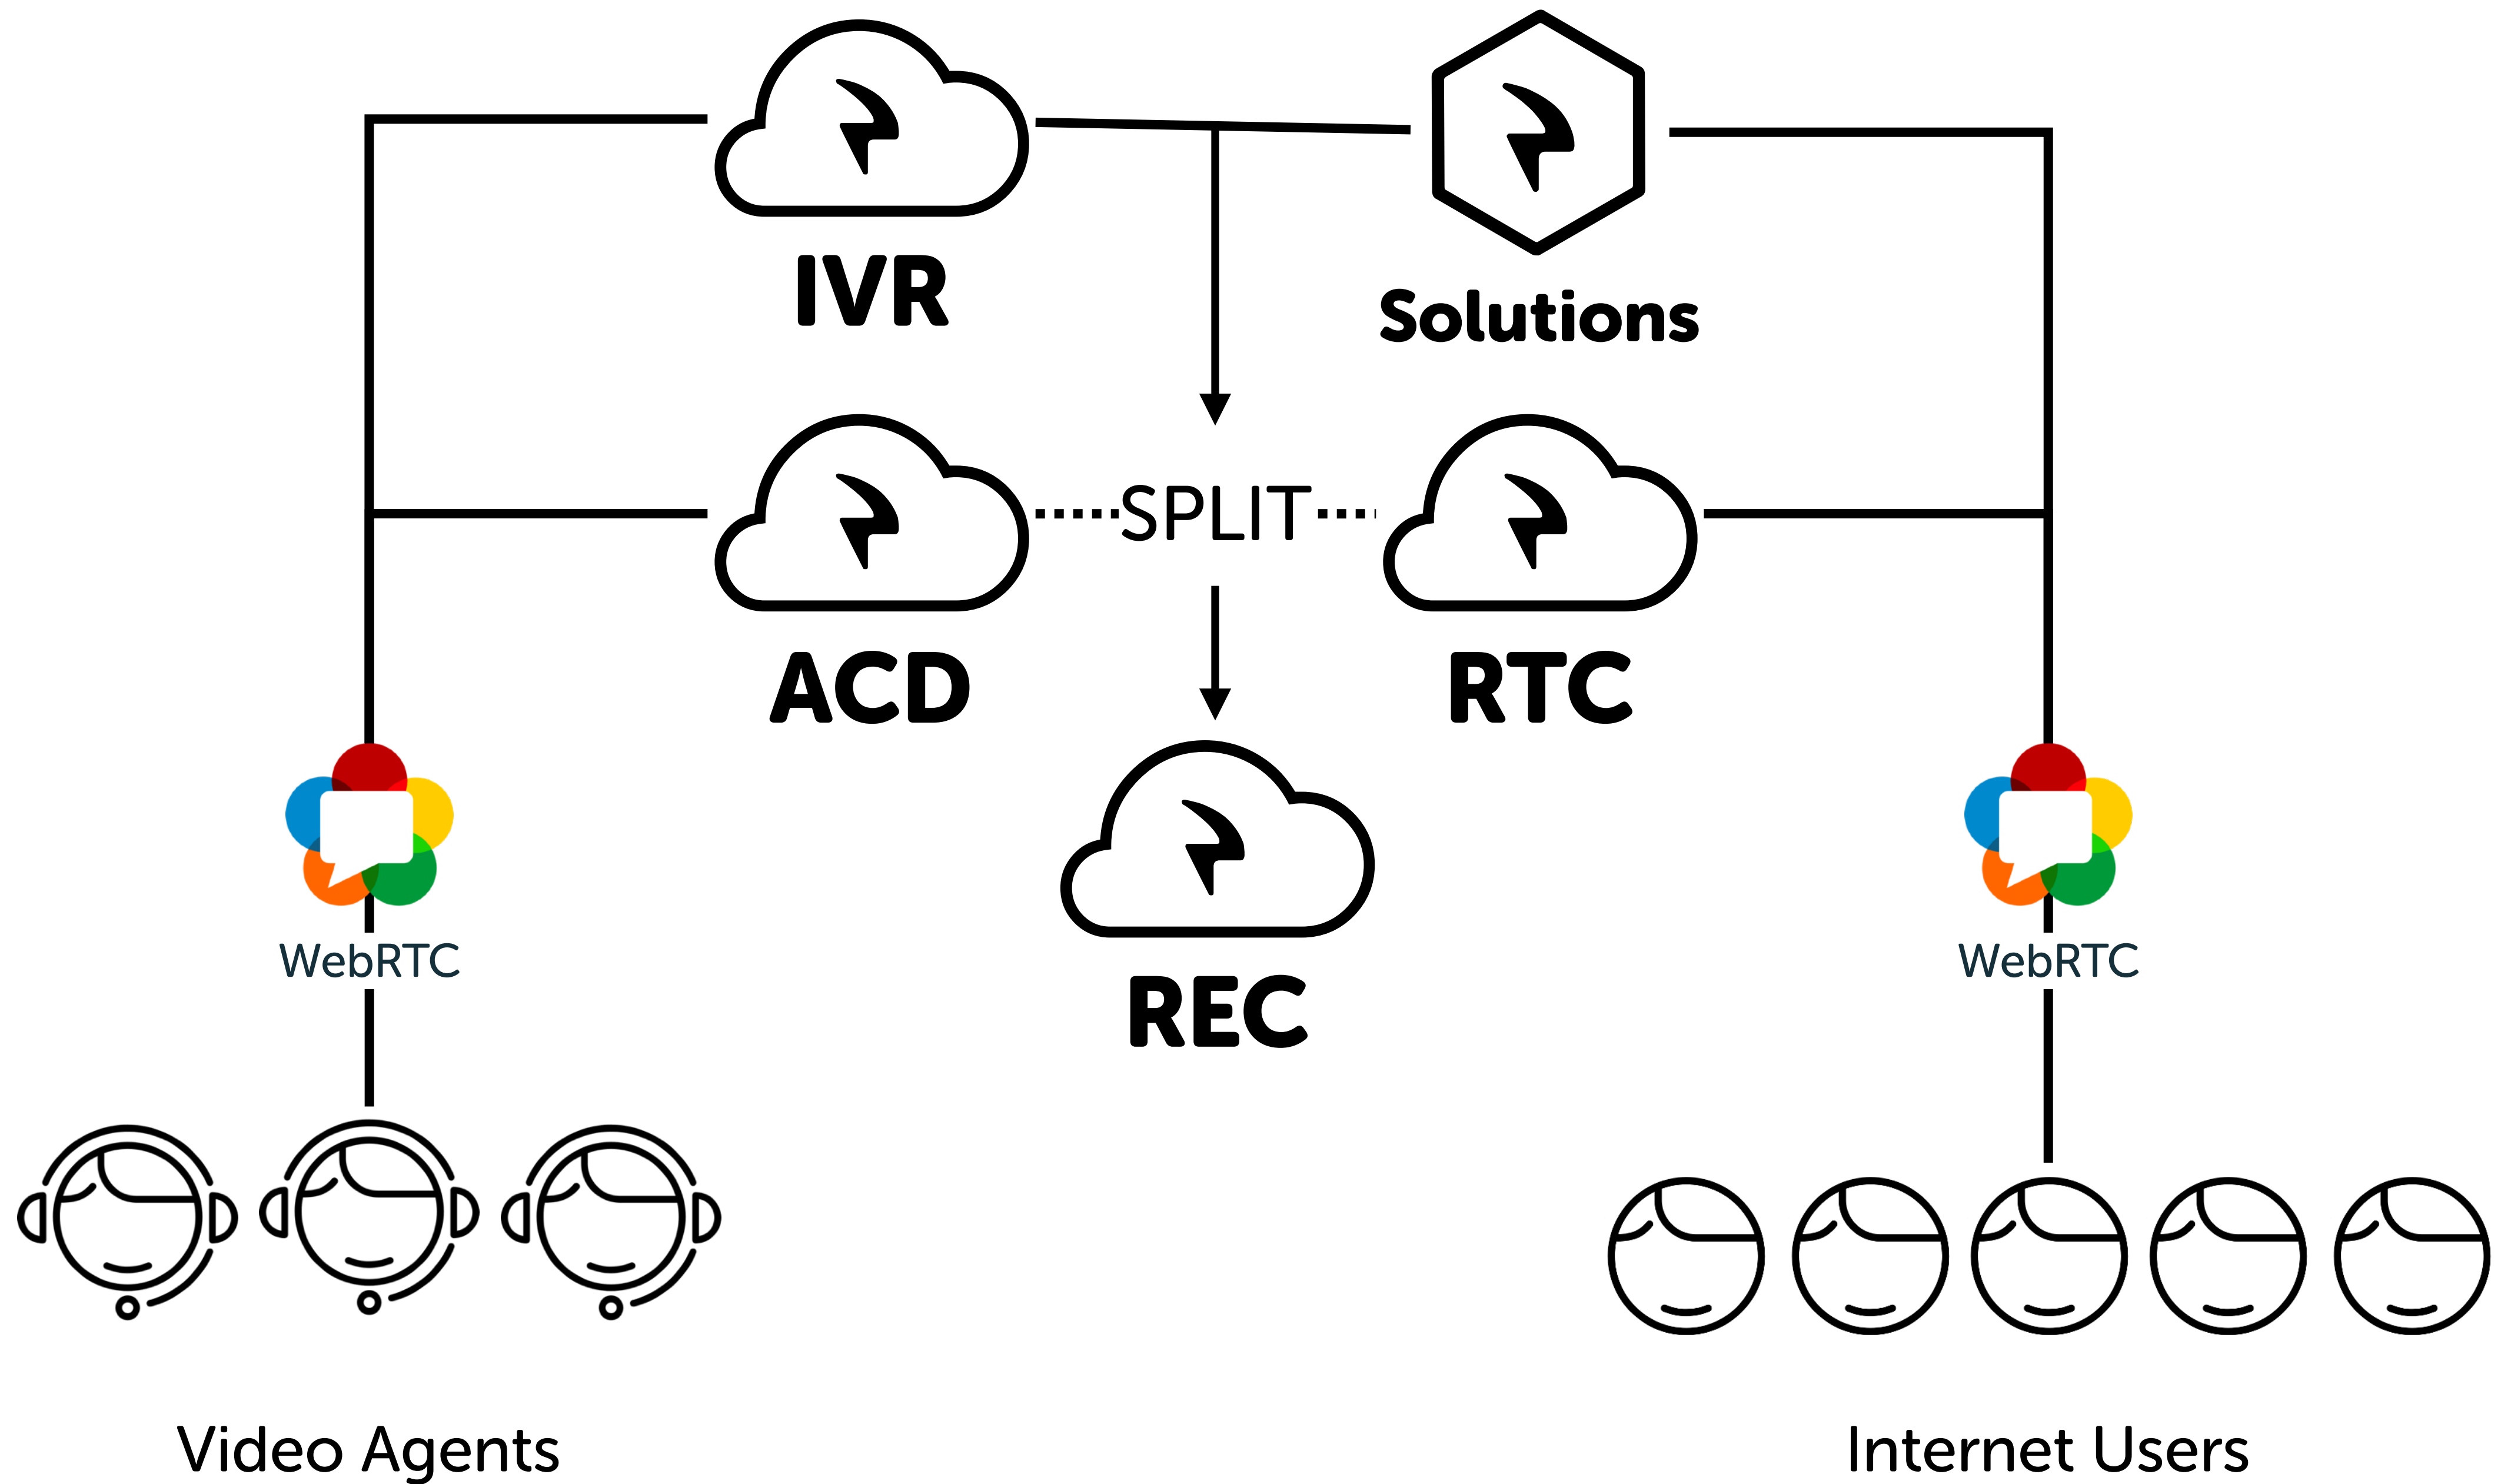 IVR
Solutions
SPLIT
ACD
RTC
WebRTC
WebRTC
REC
Video Agents
Internet Users